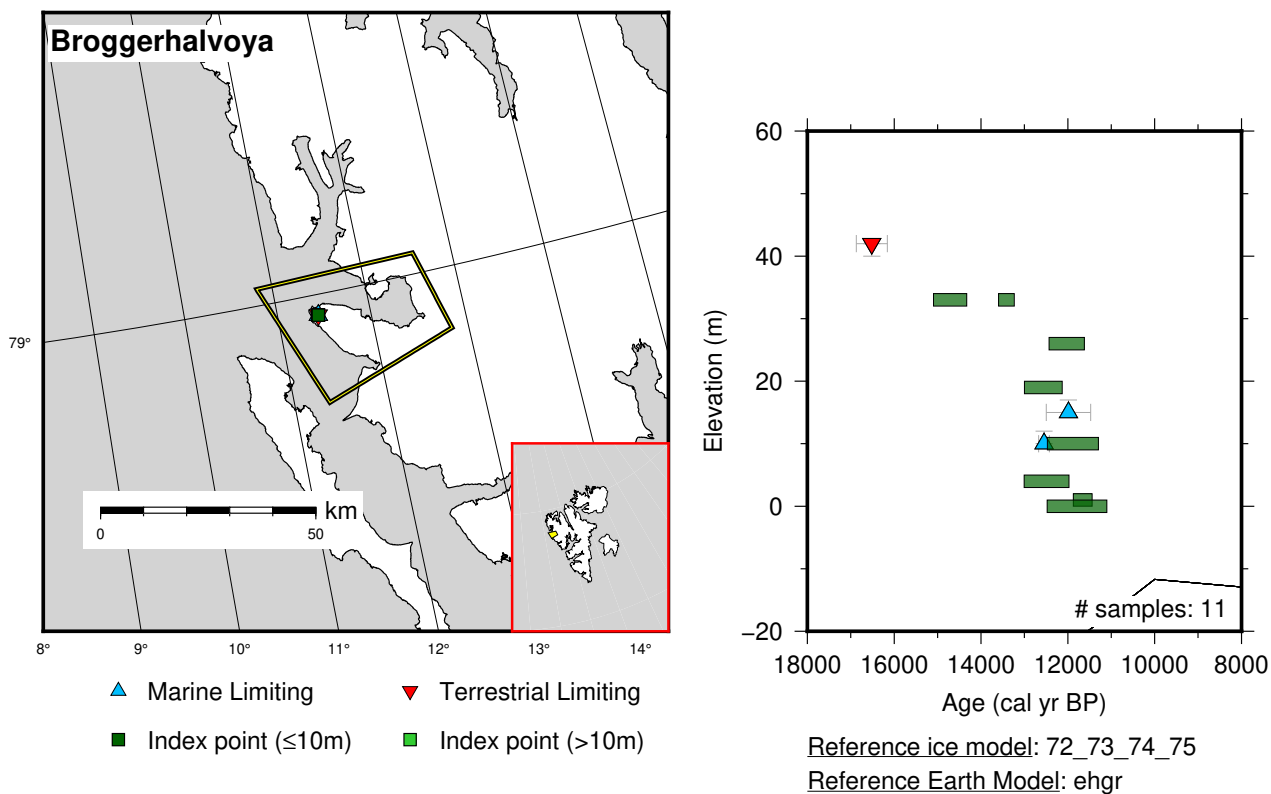 Broggerhalvoya
79°
km
0 50
8° 9° 10° 11° 12° 13° 14°
Marine Limiting
Terrestrial Limiting
Index point (≤10m)
Index point (>10m)
60
40
20
0
−20
Elevation (m)
# samples: 11
18000 16000 14000 12000 10000 8000
Age (cal yr BP)
Reference ice model: 72_73_74_75
Reference Earth Model: ehgr